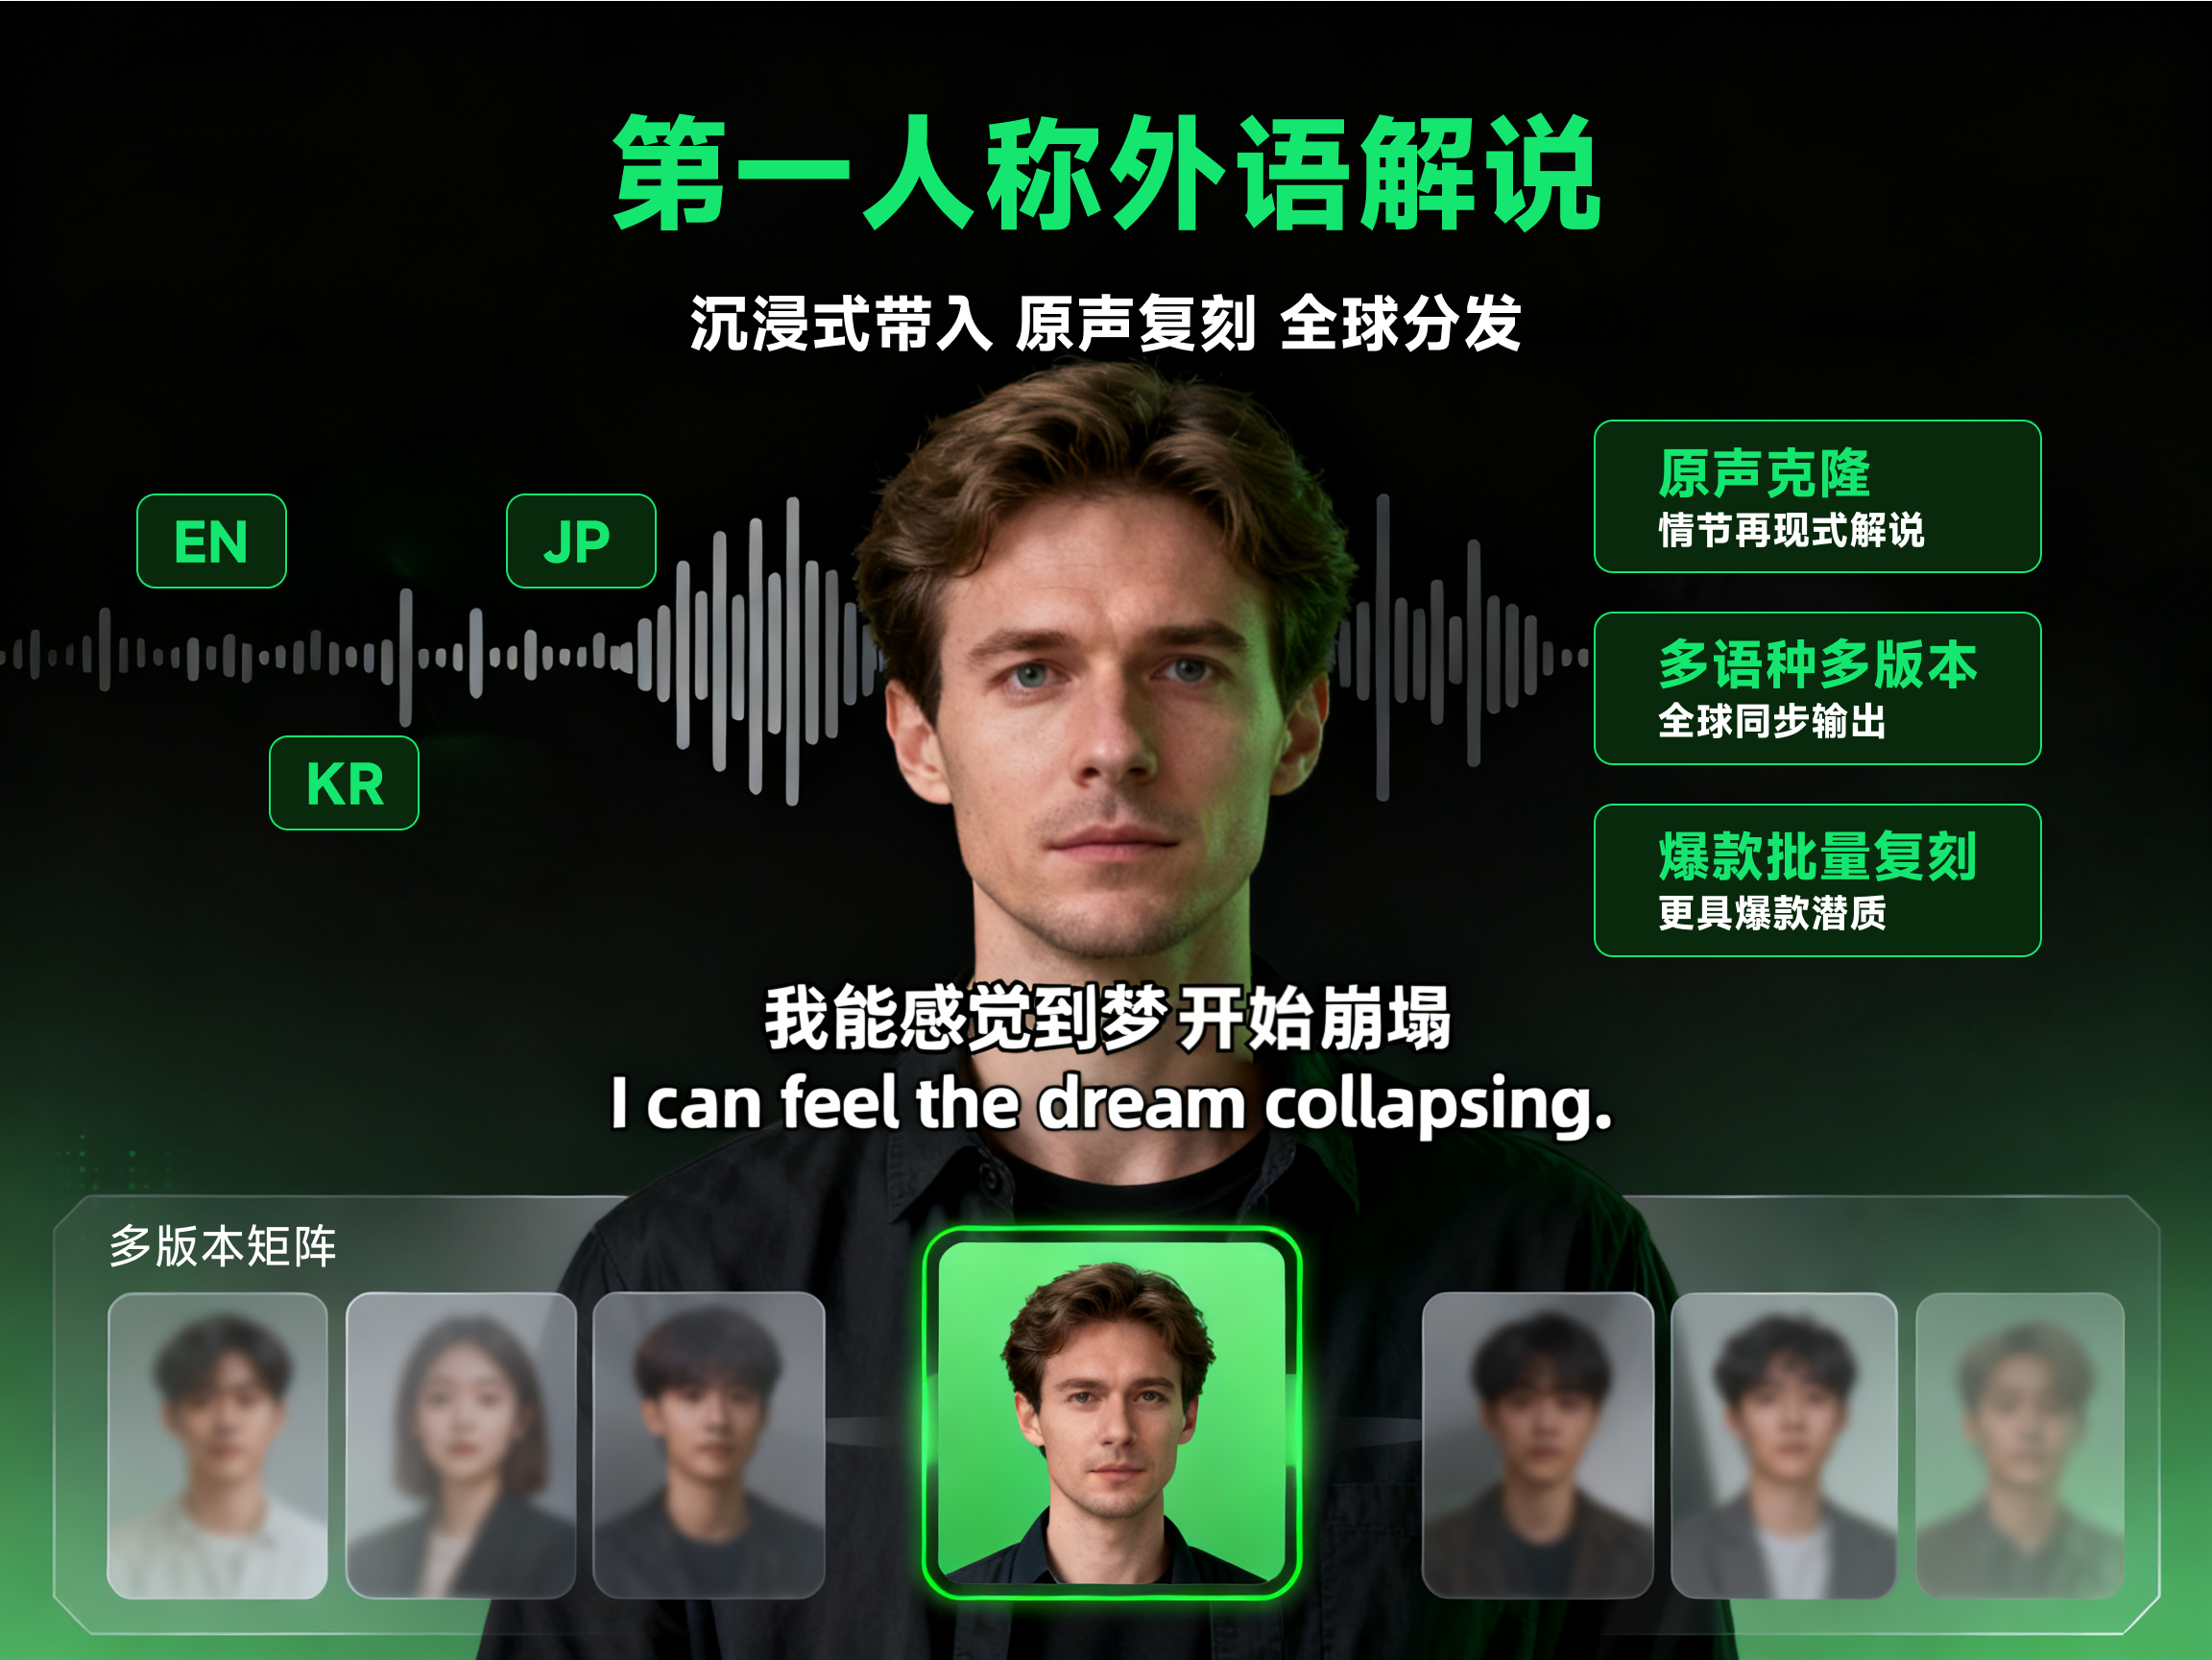 第一人称外语解说
沉浸式带入 原声复刻 全球分发
EN
JP
KR
原声克隆
情节再现式解说
多语种多版本
全球同步输出
爆款批量复刻
更具爆款潜质
我能感觉到梦 开始崩塌
I can feel the dream collapsing.
多版本矩阵